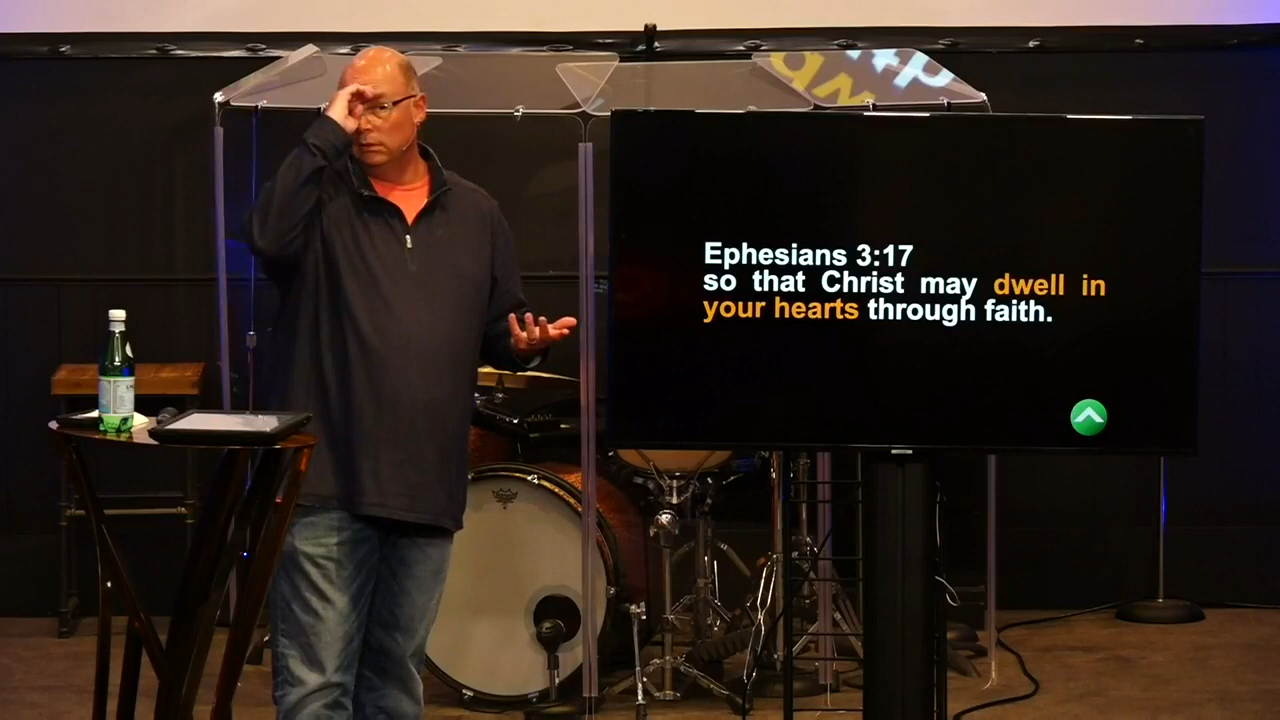 Ephesians 3:17
so that Christ may dwell in
your hearts through faith.